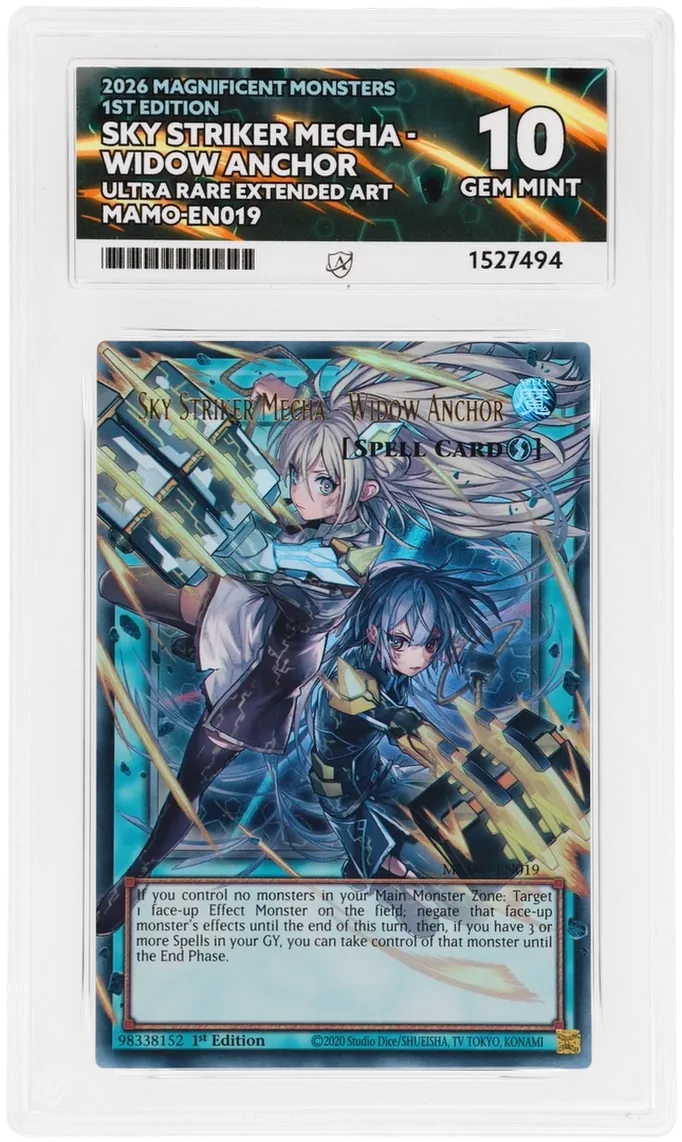 2026 MAGNIFICENT MONSTERS
1ST EDITION
SKY STRIKER MECHA -
WIDOW ANCHOR
ULTRA RARE EXTENDED ART
MAMO-EN019
10
GEM MINT
A
1527494
SKY STRIKER MECHA - WIDOW ANCHOR
SPELL
魔
[SPELL CARD]
MAMO-EN019
If you control no monsters in your Main Monster Zone: Target
1 face-up Effect Monster on the field; negate that face-up
monster's effects until the end of this turn, then, if you have 3 or
more Spells in your GY, you can take control of that monster until
the End Phase.
98338152 1st Edition
©2020 Studio Dice/SHUEISHA, TV TOKYO, KONAMI